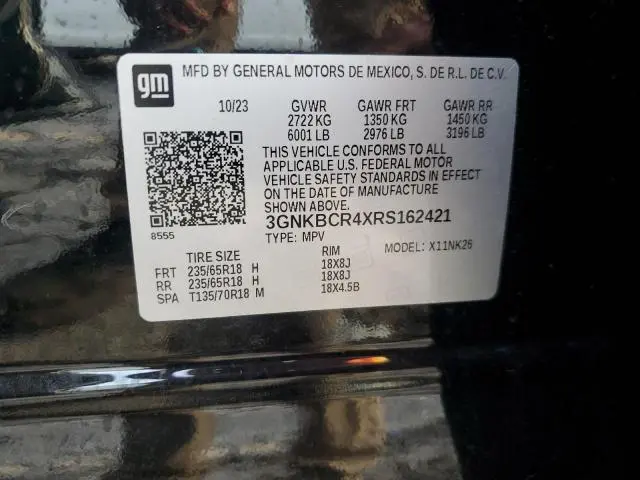 gm
MFD BY GENERAL MOTORS DE MEXICO, S. DE R.L. DE C.V.
10/23 GVWR GAWR FRT GAWR RR
2722 KG 1350 KG 1450 KG
6001 LB 2976 LB 3196 LB
THIS VEHICLE CONFORMS TO ALL
APPLICABLE U.S. FEDERAL MOTOR
VEHICLE SAFETY STANDARDS IN EFFECT
ON THE DATE OF MANUFACTURE
SHOWN ABOVE.
3GNKBCR4XRS162421
8555 TYPE: MPV MODEL: X11NK26
TIRE SIZE RIM
FRT 235/65R18 H 18X8J
RR 235/65R18 H 18X8J
SPA T135/70R18 M 18X4.5B